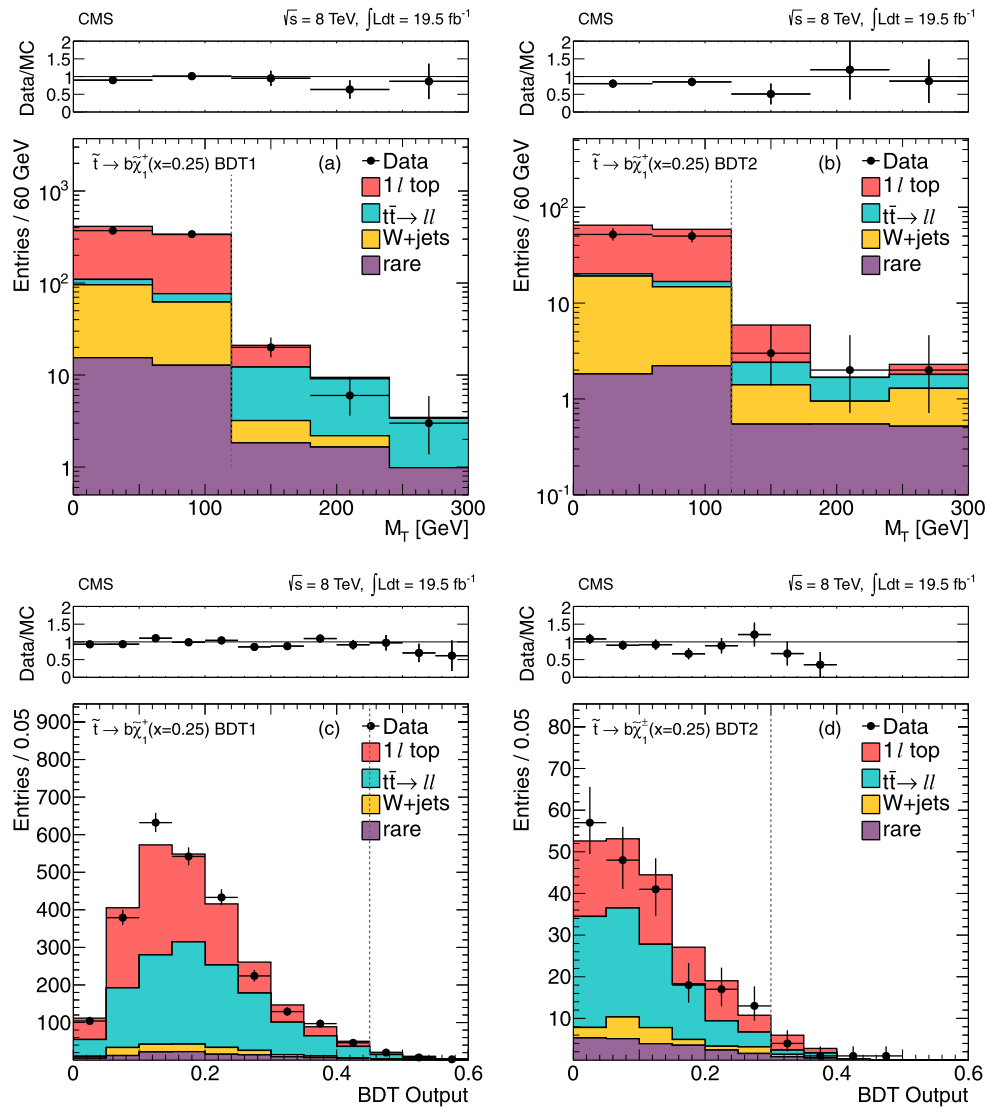 CMS √s = 8 TeV, ∫Ldt = 19.5 fb⁻¹
Data/MC
2
1.5
1
0.5
0
Entries / 60 GeV
t̃ → bχ̃₁⁺(x=0.25) BDT1 (a)
Data
1l top
tt̄→ ll
W+jets
rare
10³
10²
10
1
0 100 200 300
M_T [GeV]
CMS √s = 8 TeV, ∫Ldt = 19.5 fb⁻¹
Data/MC
2
1.5
1
0.5
0
Entries / 60 GeV
t̃ → bχ̃₁⁺(x=0.25) BDT2 (b)
Data
1l top
tt̄→ ll
W+jets
rare
10²
10
1
10⁻¹
0 100 200 300
M_T [GeV]
CMS √s = 8 TeV, ∫Ldt = 19.5 fb⁻¹
Data/MC
2
1.5
1
0.5
0
Entries / 0.05
t̃ → bχ̃₁⁺(x=0.25) BDT1 (c)
Data
1l top
tt̄→ ll
W+jets
rare
900
800
700
600
500
400
300
200
100
0 0.2 0.4 0.6
BDT Output
CMS √s = 8 TeV, ∫Ldt = 19.5 fb⁻¹
Data/MC
2
1.5
1
0.5
0
Entries / 0.05
t̃ → bχ̃₁±(x=0.25) BDT2 (d)
Data
1l top
tt̄→ ll
W+jets
rare
80
70
60
50
40
30
20
10
0 0.2 0.4 0.6
BDT Output